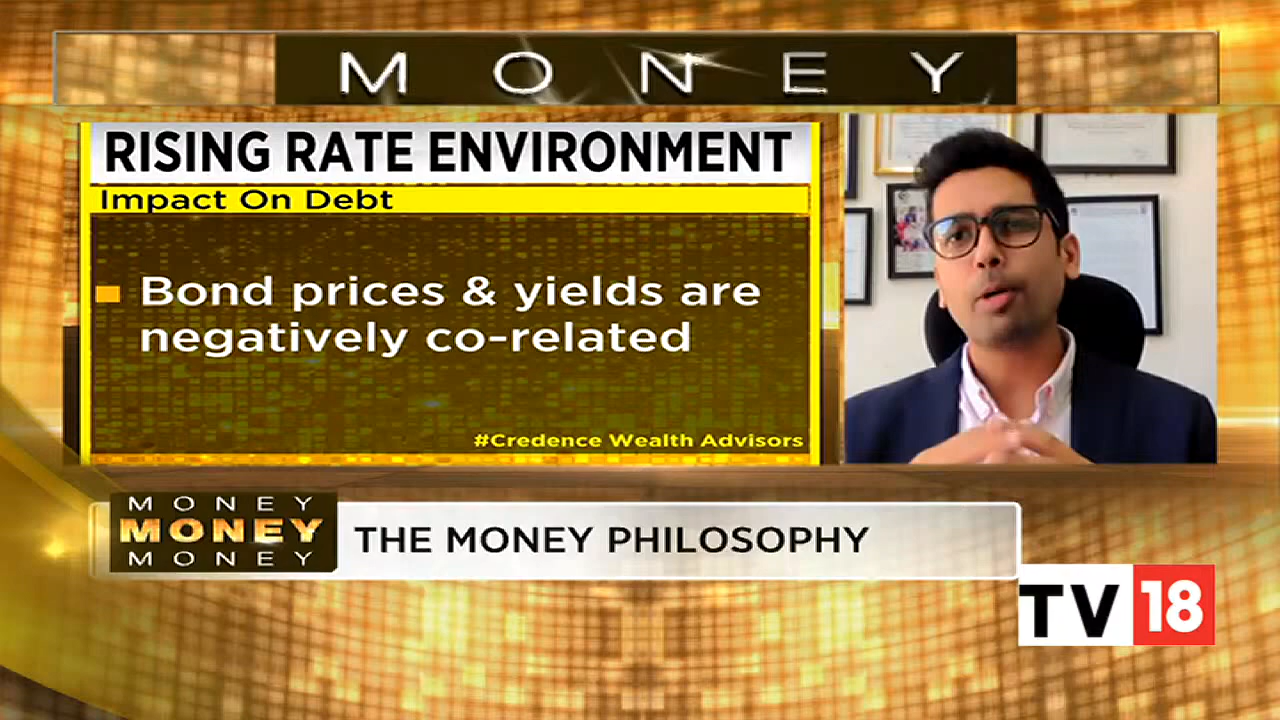 MONEY
RISING RATE ENVIRONMENT
Impact On Debt
Bond prices & yields are
negatively co-related
#Credence Wealth Advisors
MONEY
MONEY
MONEY
THE MONEY PHILOSOPHY
TV18